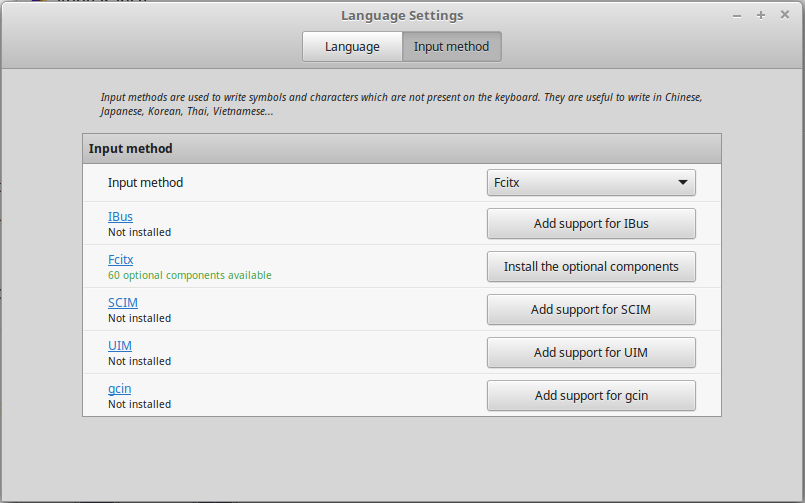 Language Settings
Language
Input method
Input methods are used to write symbols and characters which are not present on the keyboard. They are useful to write in Chinese,
Japanese, Korean, Thai, Vietnamese...
Input method
Input method
Fcitx
IBus
Not installed
Add support for IBus
Fcitx
60 optional components available
Install the optional components
SCIM
Not installed
Add support for SCIM
UIM
Not installed
Add support for UIM
gcin
Not installed
Add support for gcin